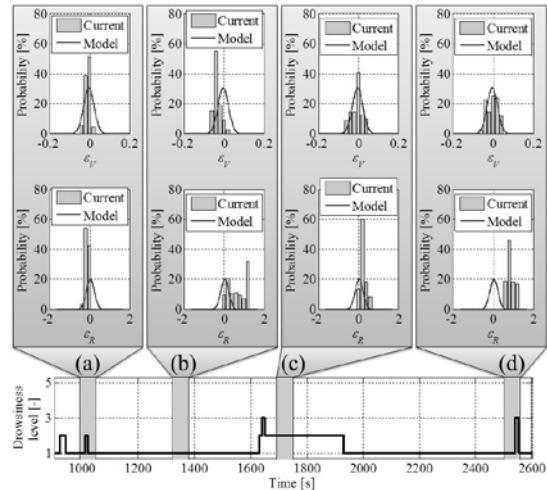 80 Current 80 Current 80 Current 80 Current
Model Model Model Model
Probability [%] Probability [%] Probability [%] Probability [%]
60 60 60 60
40 40 40 40
20 20 20 20
0 0 0 0
-0.2 0 0.2 -0.2 0 0.2 -0.2 0 0.2 -0.2 0 0.2
εV εV εV εV
80 Current 80 Current 80 Current 80 Current
Model Model Model Model
Probability [%] Probability [%] Probability [%] Probability [%]
60 60 60 60
40 40 40 40
20 20 20 20
0 0 0 0
-2 0 2 -2 0 2 -2 0 2 -2 0 2
εR εR εR εR
(a) (b) (c) (d)
Drowsiness
level [-]
5
3
1
1000 1200 1400 1600 1800 2000 2200 2400 2600
Time [s]